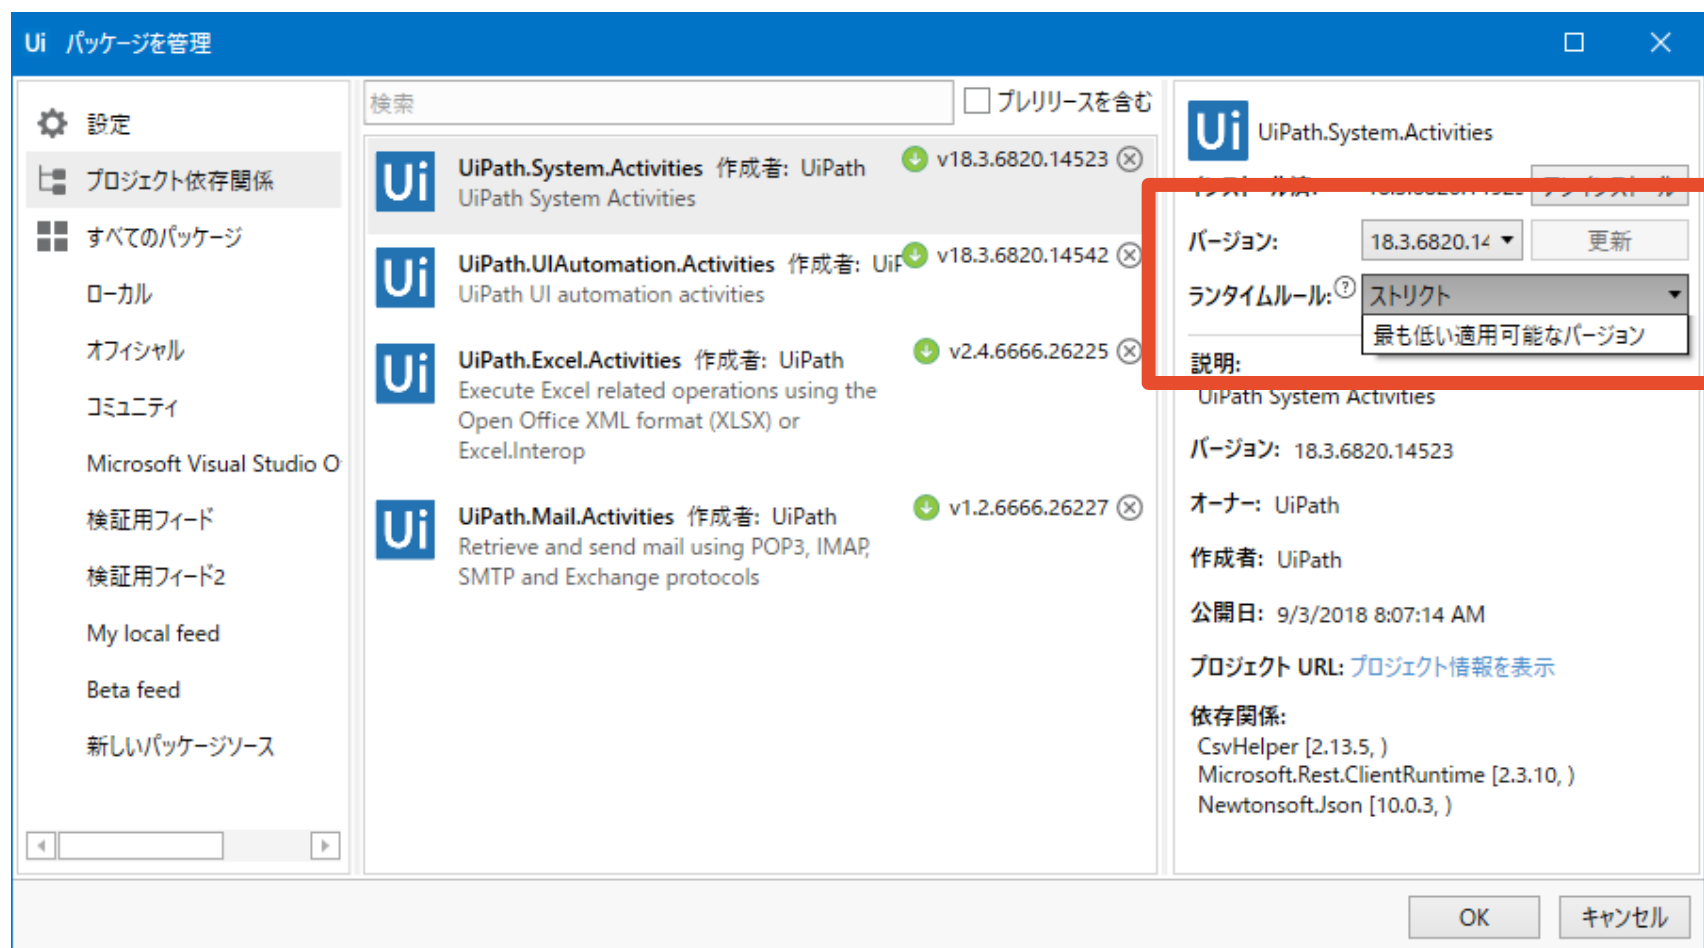 Ui パッケージを管理
設定
プロジェクト依存関係
すべてのパッケージ
ローカル
オフィシャル
コミュニティ
Microsoft Visual Studio O
検証用フィード
検証用フィード2
My local feed
Beta feed
新しいパッケージソース
検索
プレリリースを含む
Ui
UiPath.System.Activities 作成者: UiPath
v18.3.6820.14523
UiPath System Activities
Ui
UiPath.UIAutomation.Activities 作成者: UiP
v18.3.6820.14542
UiPath UI automation activities
Ui
UiPath.Excel.Activities 作成者: UiPath
v2.4.6666.26225
Execute Excel related operations using the
Open Office XML format (XLSX) or
Excel.Interop
Ui
UiPath.Mail.Activities 作成者: UiPath
v1.2.6666.26227
Retrieve and send mail using POP3, IMAP,
SMTP and Exchange protocols
Ui
UiPath.System.Activities
バージョン: 18.3.6820.14 更新
ランタイムルール: ? ストリクト
最も低い適用可能なバージョン
説明:
UiPath System Activities
バージョン: 18.3.6820.14523
オーナー: UiPath
作成者: UiPath
公開日: 9/3/2018 8:07:14 AM
プロジェクト URL: プロジェクト情報を表示
依存関係:
CsvHelper [2.13.5, )
Microsoft.Rest.ClientRuntime [2.3.10, )
Newtonsoft.Json [10.0.3, )
OK
キャンセル